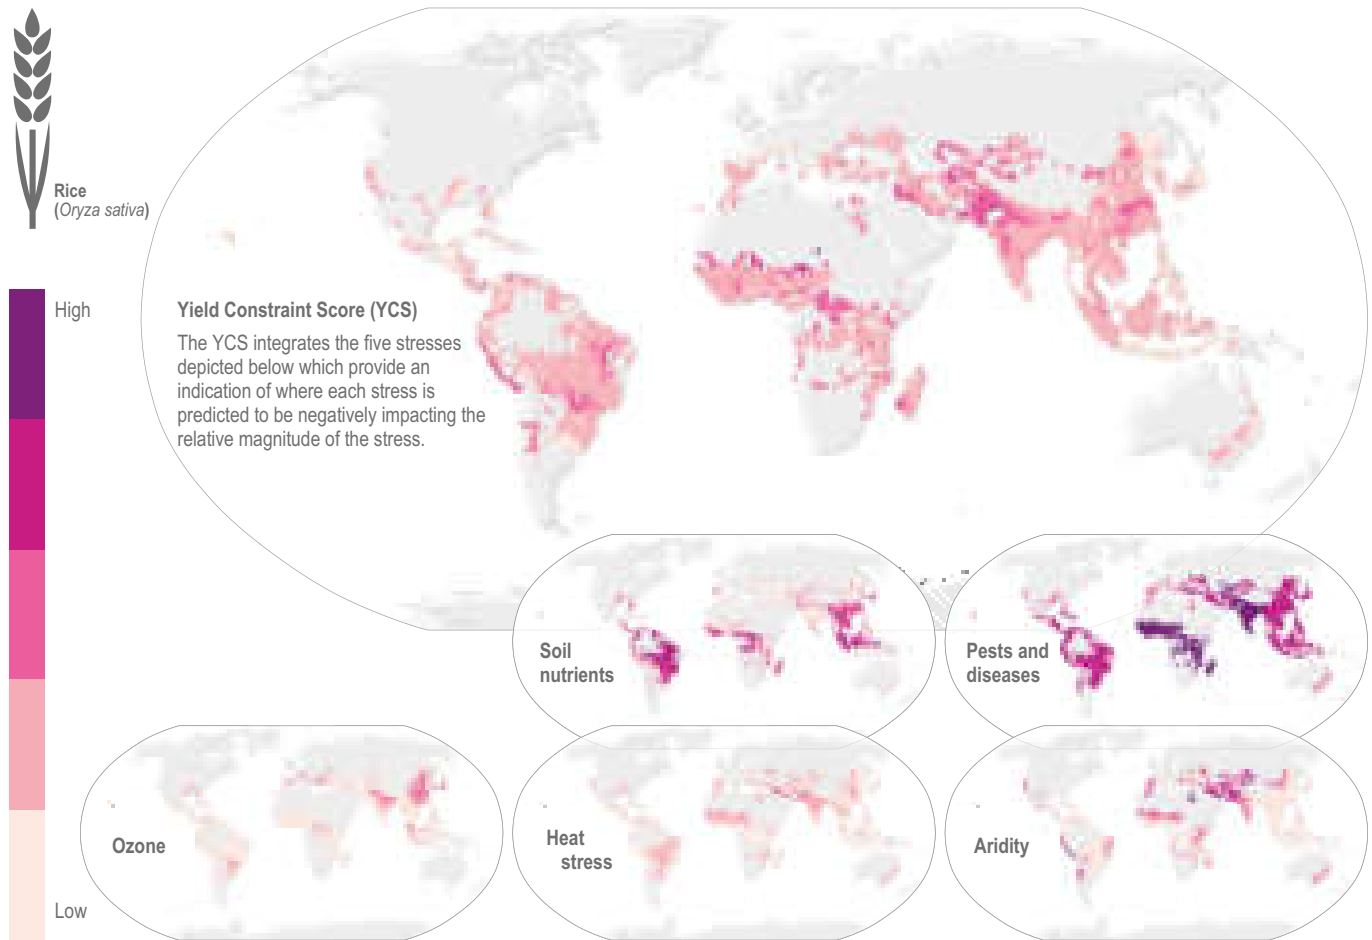 Rice
(Oryza sativa)
High
Yield Constraint Score (YCS)
The YCS integrates the five stresses
depicted below which provide an
indication of where each stress is
predicted to be negatively impacting the
relative magnitude of the stress.
Soil
nutrients
Pests and
diseases
Ozone
Heat
stress
Aridity
Low